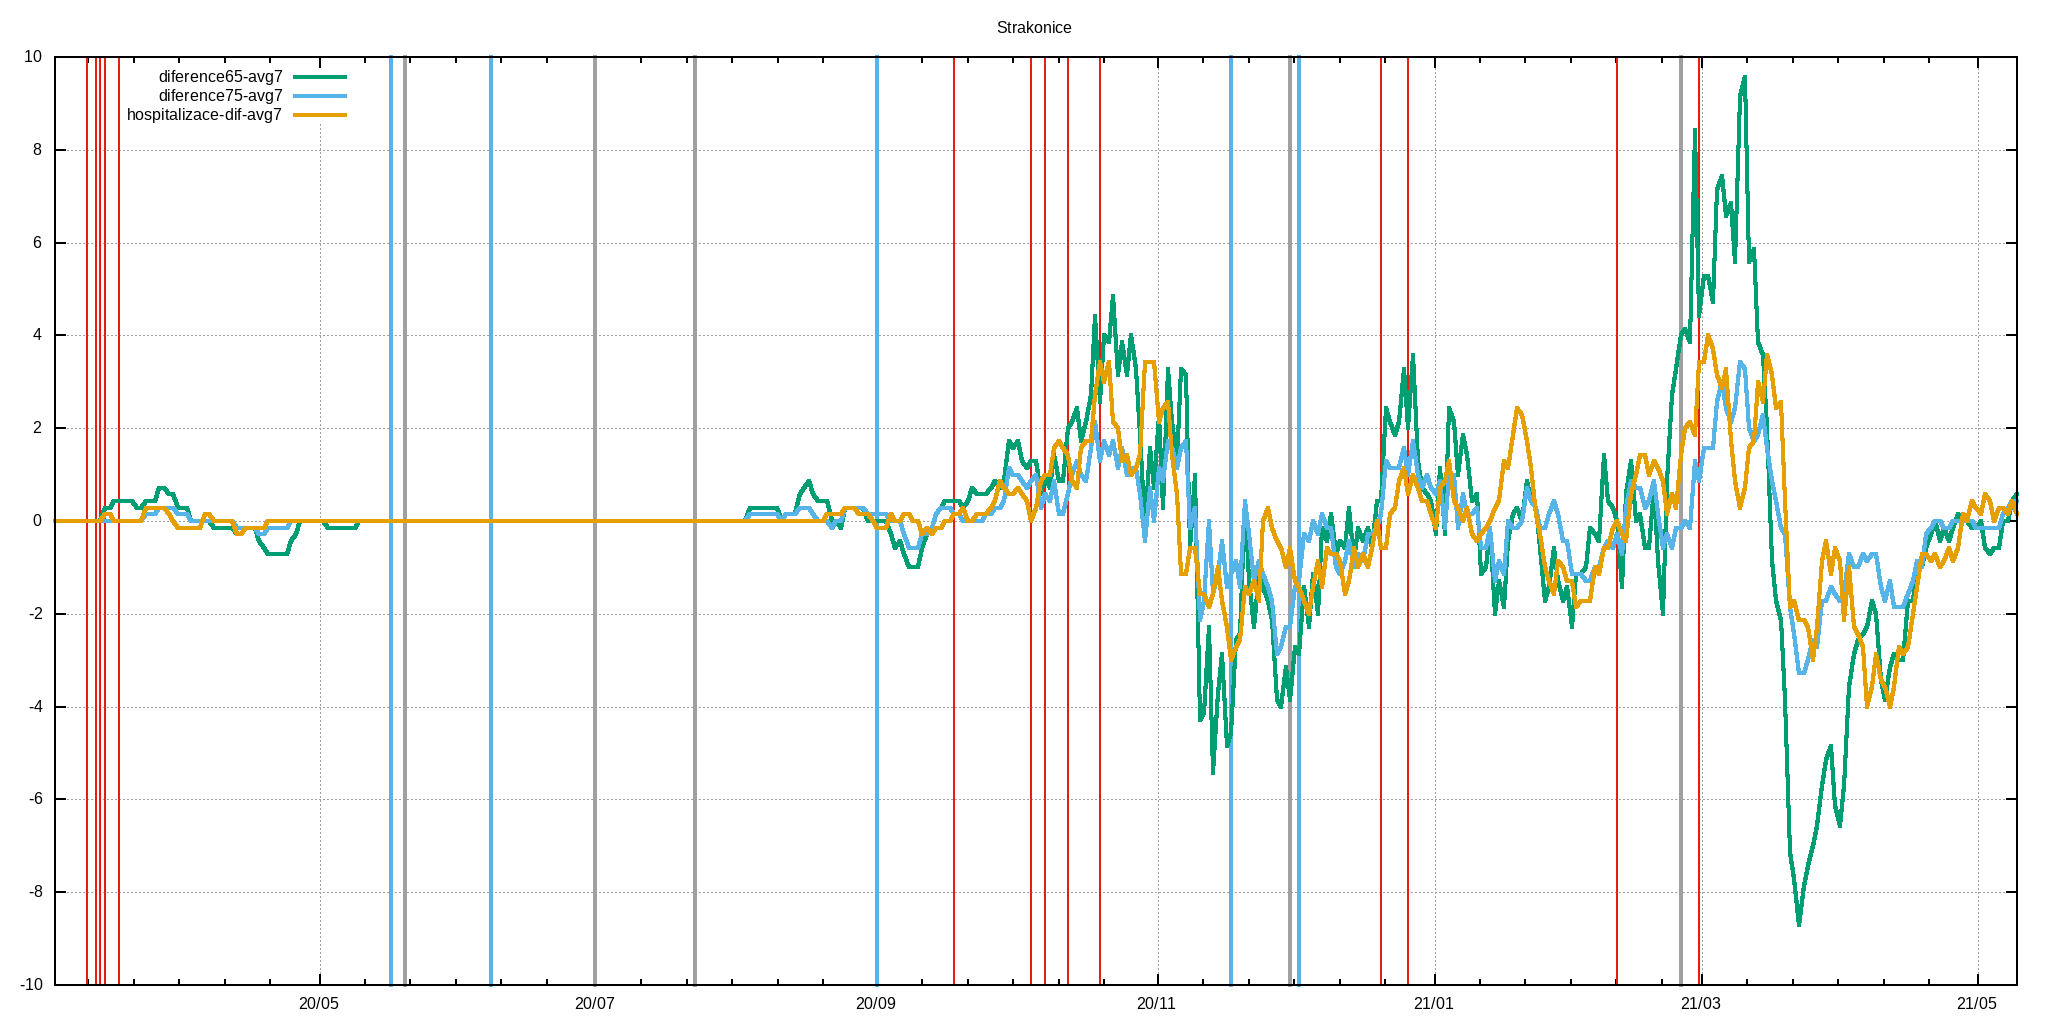 Strakonice
10
8
6
4
2
0
-2
-4
-6
-8
-10
diference65-avg7
diference75-avg7
hospitalizace-dif-avg7
20/05 20/07 20/09 20/11 21/01 21/03 21/05